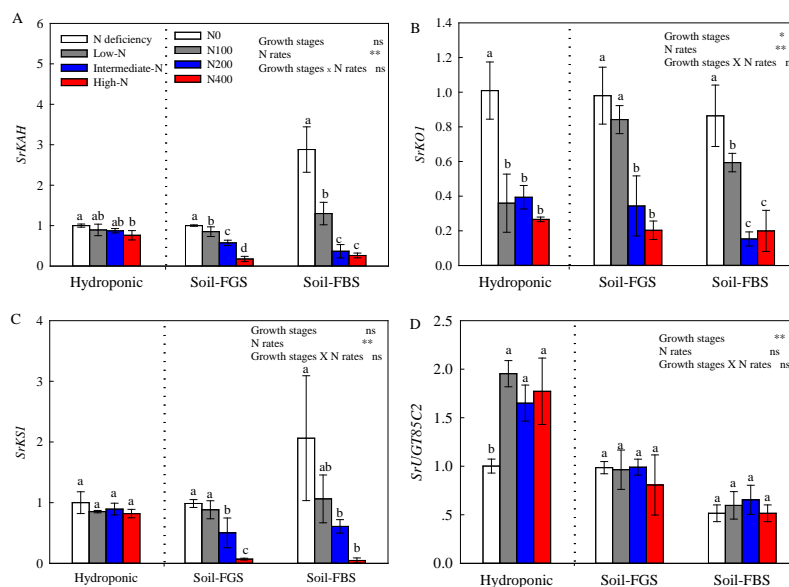 A
N deficiency
Low-N
Intermediate-N
High-N
N0
N100
N200
N400
Growth stages ns
N rates **
Growth stages x N rates ns
SrKAH
6
5
4
3
2
1
0
a ab ab b
a b c d
a b c c
Hydroponic Soil-FGS Soil-FBS
B
Growth stages *
N rates **
Growth stages X N rates n
SrKO1
1.4
1.2
1.0
0.8
0.6
0.4
0.2
0.0
a b b b
a a b b
a b c c
Hydroponic Soil-FGS Soil-FBS
C
Growth stages ns
N rates **
Growth stages X N rates ns
SrKS1
4
3
2
1
0
a a a a
a a b c
a ab b b
Hydroponic Soil-FGS Soil-FBS
D
Growth stages **
N rates ns
Growth stages X N rates ns
SrUGT85C2
2.5
2.0
1.5
1.0
.5
0.0
b a a a
a a a a
a a a a
Hydroponic Soil-FGS Soil-FBS